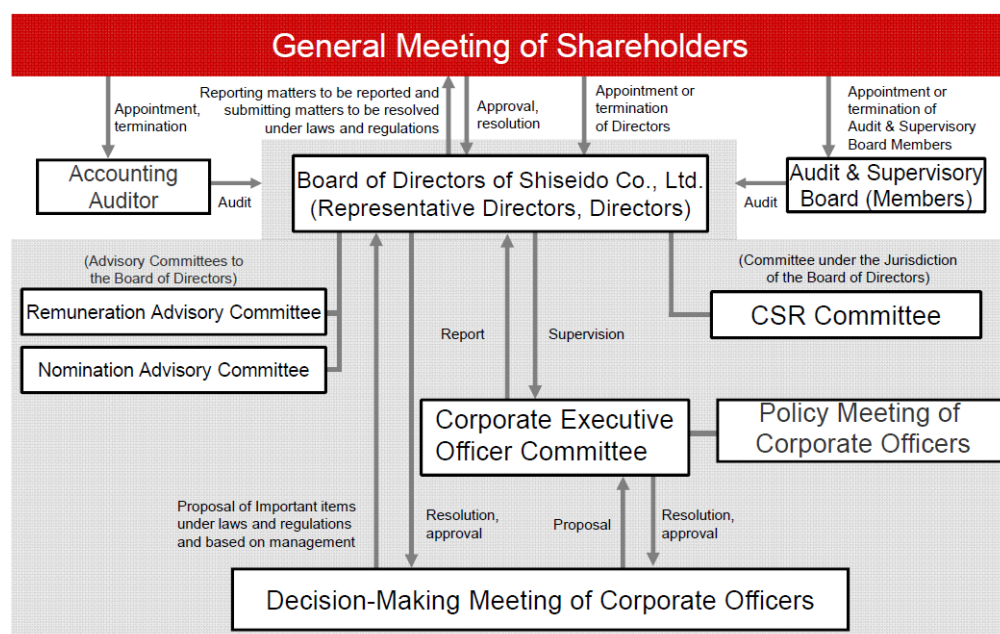 General Meeting of Shareholders
Appointment,
termination
Reporting matters to be reported and
submitting matters to be resolved
under laws and regulations
Approval,
resolution
Appointment or
termination
of Directors
Appointment or
termination of
Audit & Supervisory
Board Members
Accounting
Auditor
Audit
Board of Directors of Shiseido Co., Ltd.
(Representative Directors, Directors)
Audit
Audit & Supervisory
Board (Members)
(Advisory Committees to
the Board of Directors)
Remuneration Advisory Committee
Nomination Advisory Committee
(Committee under the Jurisdiction
of the Board of Directors)
CSR Committee
Report
Supervision
Corporate Executive
Officer Committee
Policy Meeting of
Corporate Officers
Proposal of Important items
under laws and regulations
and based on management
Resolution,
approval
Proposal
Resolution,
approval
Decision-Making Meeting of Corporate Officers